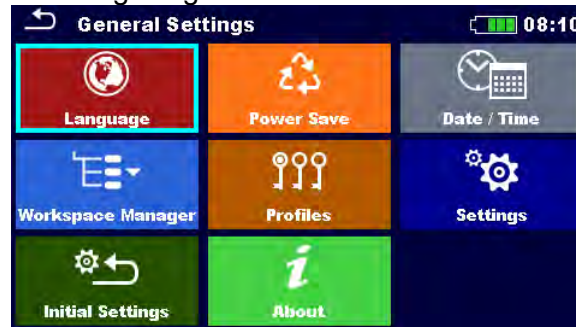 General Settings
08:10
Language
Power Save
Date / Time
Workspace Manager
Profiles
Settings
Initial Settings
About